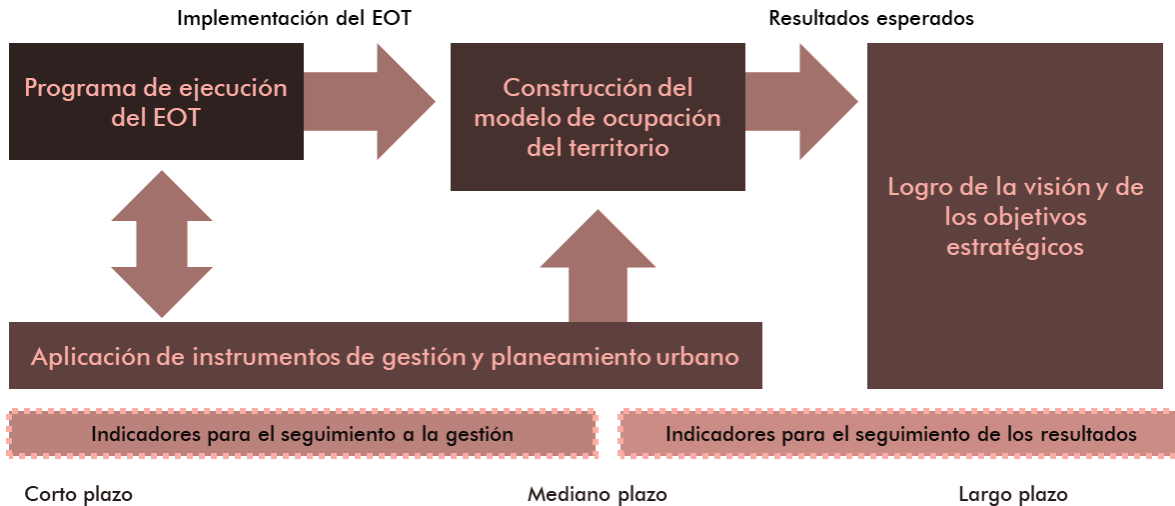 Implementación del EOT
Resultados esperados
Programa de ejecución
del EOT
Construcción del
modelo de ocupación
del territorio
Logro de la visión y de
los objetivos
estratégicos
Aplicación de instrumentos de gestión y planeamiento urbano
Indicadores para el seguimiento a la gestión
Indicadores para el seguimiento de los resultados
Corto plazo
Mediano plazo
Largo plazo